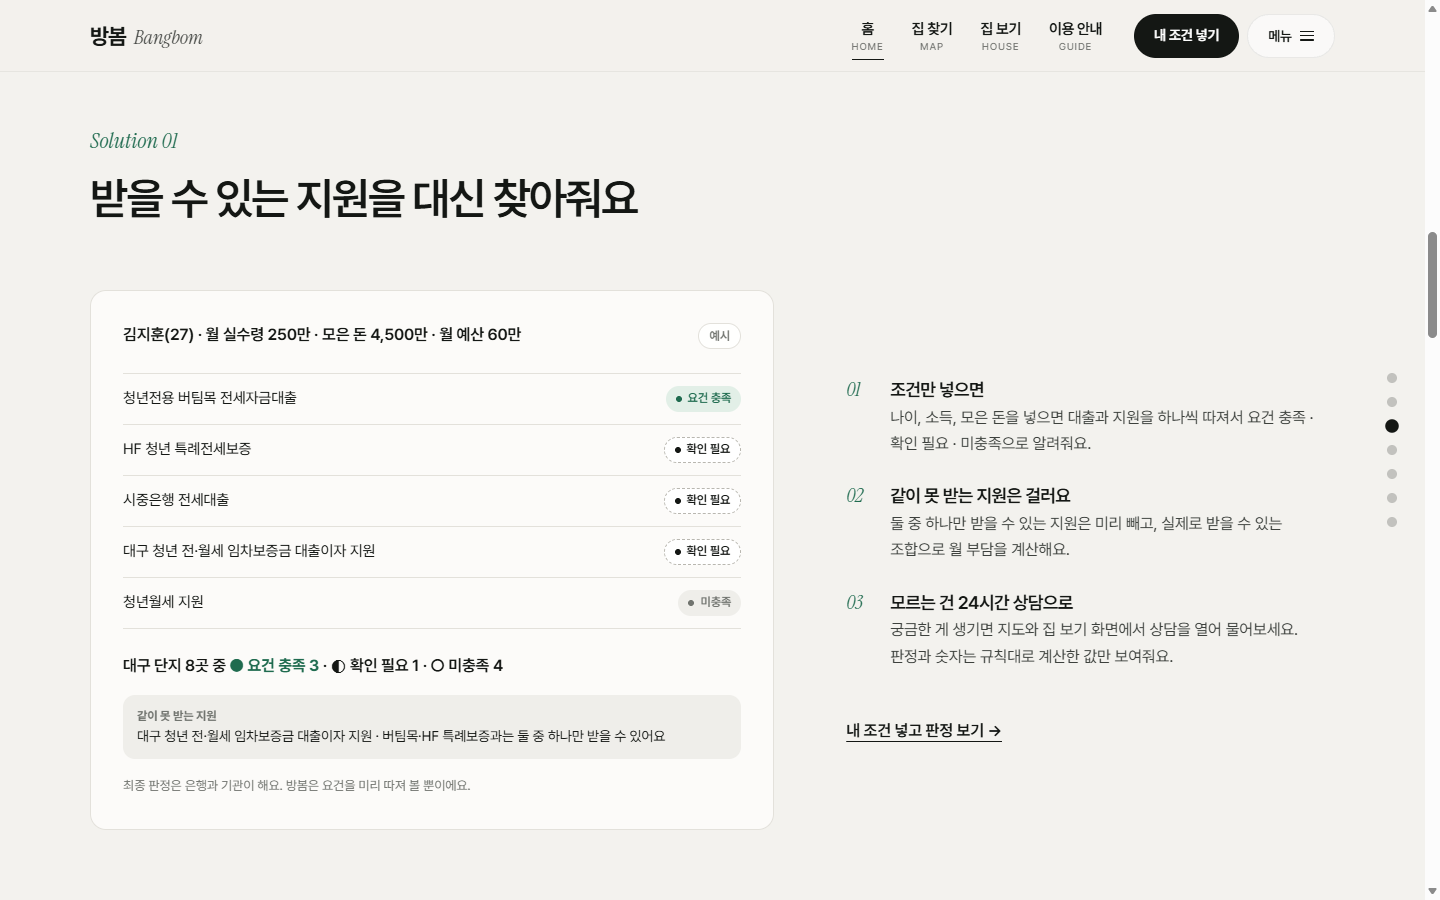 방봄 Bangbom
홈
HOME
집 찾기
MAP
집 보기
HOUSE
이용 안내
GUIDE
내 조건 넣기
메뉴
Solution 01
받을 수 있는 지원을 대신 찾아줘요
김지훈(27) · 월 실수령 250만 · 모은 돈 4,500만 · 월 예산 60만
예시
청년전용 버팀목 전세자금대출
요건 충족
HF 청년 특례전세보증
확인 필요
시중은행 전세대출
확인 필요
대구 청년 전·월세 임차보증금 대출이자 지원
확인 필요
청년월세 지원
미충족
대구 단지 8곳 중 ● 요건 충족 3 · ◐ 확인 필요 1 · ○ 미충족 4
같이 못 받는 지원
대구 청년 전·월세 임차보증금 대출이자 지원 · 버팀목·HF 특례보증과는 둘 중 하나만 받을 수 있어요
최종 판정은 은행과 기관이 해요. 방봄은 요건을 미리 따져 볼 뿐이에요.
01
조건만 넣으면
나이, 소득, 모은 돈을 넣으면 대출과 지원을 하나씩 따져서 요건 충족 ·
확인 필요 · 미충족으로 알려줘요.
02
같이 못 받는 지원은 걸러요
둘 중 하나만 받을 수 있는 지원은 미리 빼고, 실제로 받을 수 있는
조합으로 월 부담을 계산해요.
03
모르는 건 24시간 상담으로
궁금한 게 생기면 지도와 집 보기 화면에서 상담을 열어 물어보세요.
판정과 숫자는 규칙대로 계산한 값만 보여줘요.
내 조건 넣고 판정 보기 →